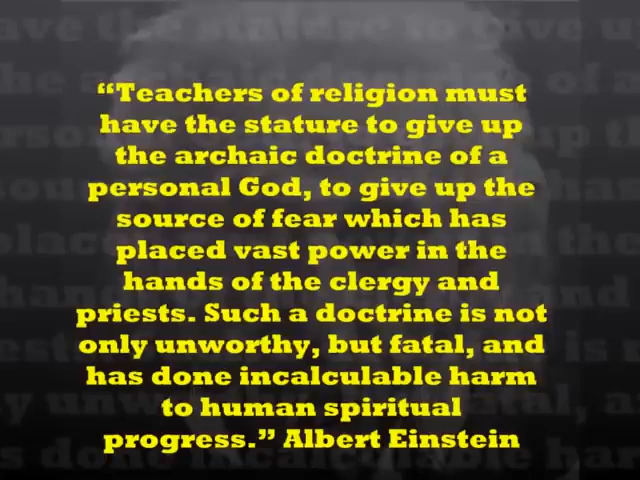 “Teachers of religion must
have the stature to give up
the archaic doctrine of a
personal God, to give up the
source of fear which has
placed vast power in the
hands of the clergy and
priests. Such a doctrine is not
only unworthy, but fatal, and
has done incalculable harm
to human spiritual
progress.” Albert Einstein